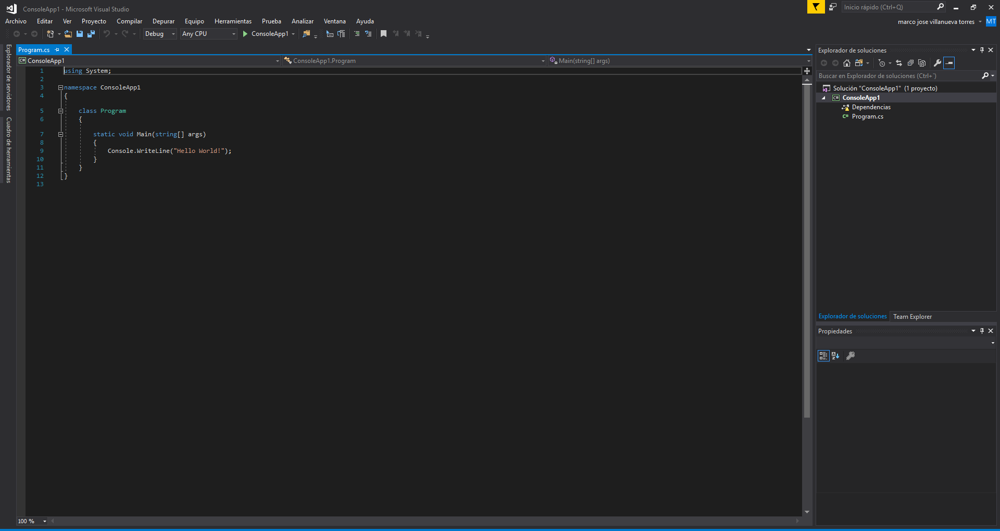 ConsoleApp1 - Microsoft Visual Studio
Inicio rápido (Ctrl+Q)
Archivo Editar Ver Proyecto Compilar Depurar Equipo Herramientas Prueba Analizar Ventana Ayuda
marco jose villanueva torres MT
Debug Any CPU ConsoleApp1
Explorador de servidores
Cuadro de herramientas
Program.cs
C# ConsoleApp1 ConsoleApp1.Program Main(string[] args)
1 using System;
2
3 namespace ConsoleApp1
4 {
5 class Program
6 {
7 static void Main(string[] args)
8 {
9 Console.WriteLine("Hello World!");
10 }
11 }
12 }
13
100 %
Explorador de soluciones
Buscar en Explorador de soluciones (Ctrl+`)
Solución "ConsoleApp1" (1 proyecto)
C# ConsoleApp1
Dependencias
C# Program.cs
Explorador de soluciones Team Explorer
Propiedades